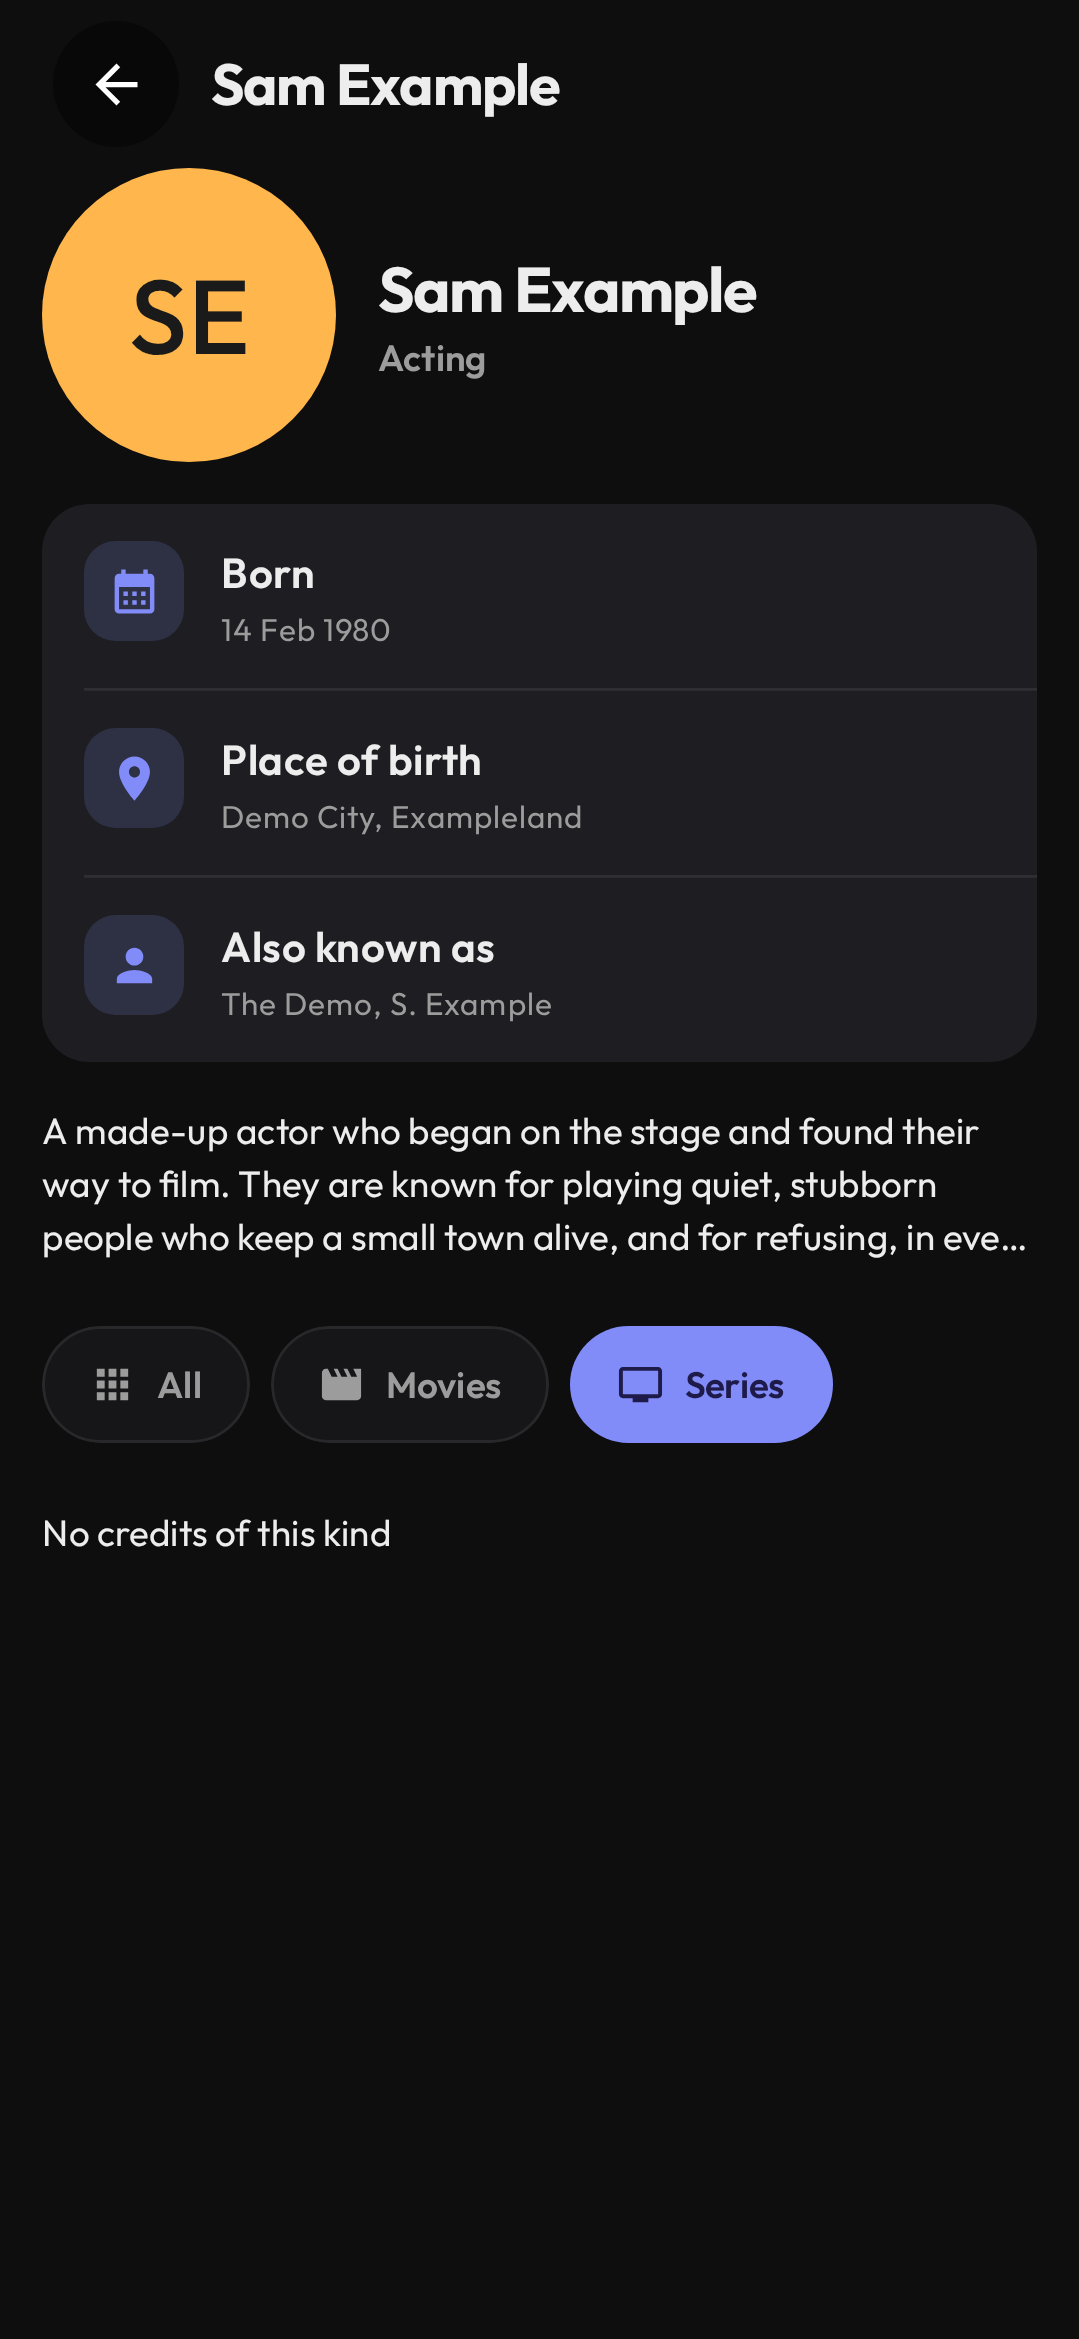 Sam Example
SE
Sam Example
Acting
Born
14 Feb 1980
Place of birth
Demo City, Exampleland
Also known as
The Demo, S. Example
A made-up actor who began on the stage and found their
way to film. They are known for playing quiet, stubborn
people who keep a small town alive, and for refusing, in eve...
All
Movies
Series
No credits of this kind